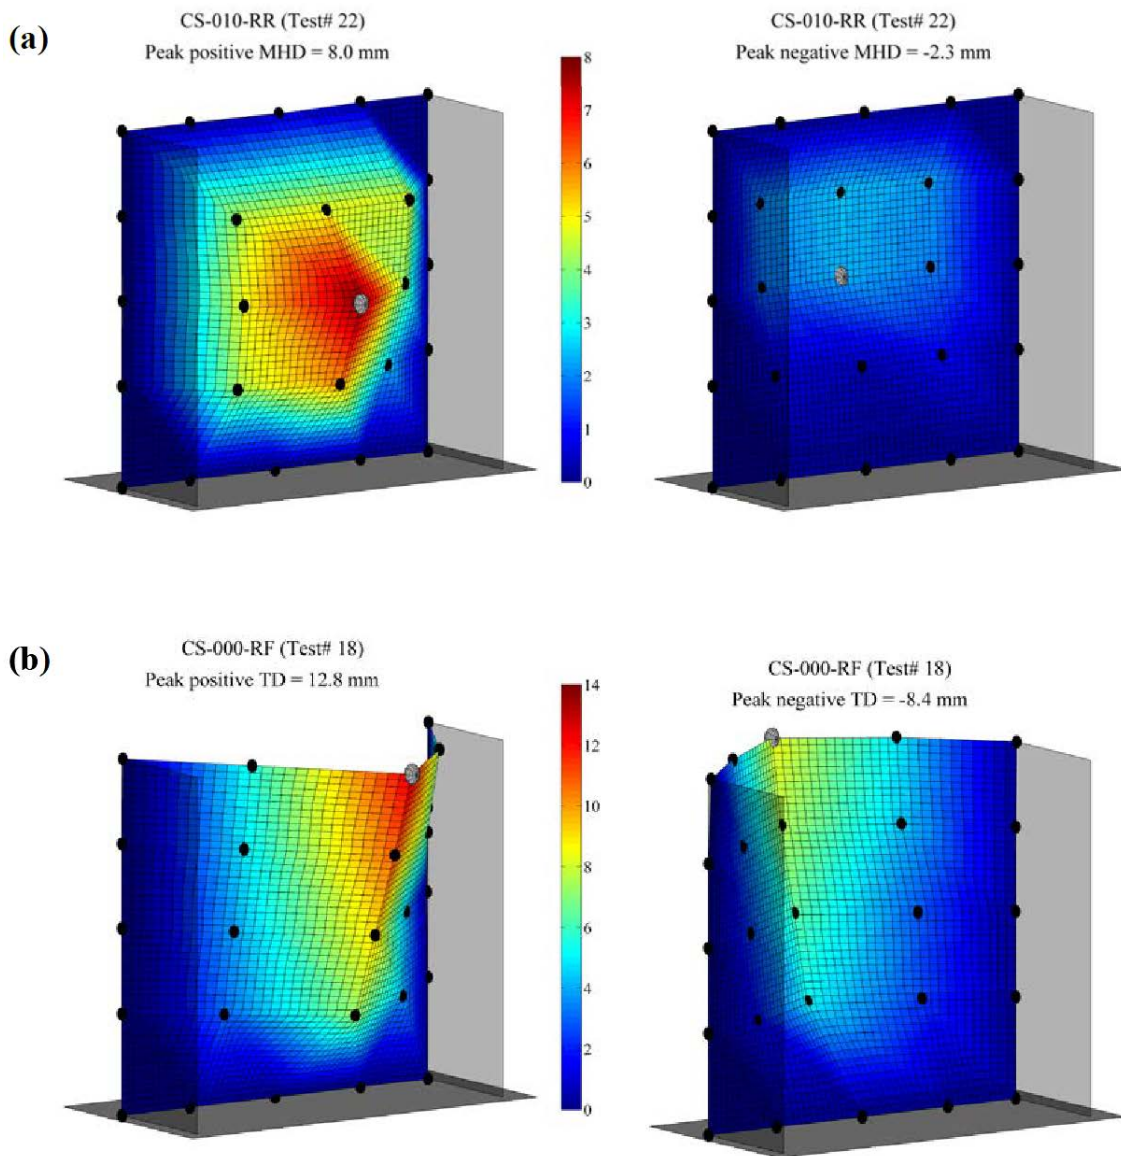 (a)
CS-010-RR (Test# 22)
Peak positive MHD = 8.0 mm
CS-010-RR (Test# 22)
Peak negative MHD = -2.3 mm
8
7
6
5
4
3
2
1
0
(b)
CS-000-RF (Test# 18)
Peak positive TD = 12.8 mm
CS-000-RF (Test# 18)
Peak negative TD = -8.4 mm
14
12
10
8
6
4
2
0